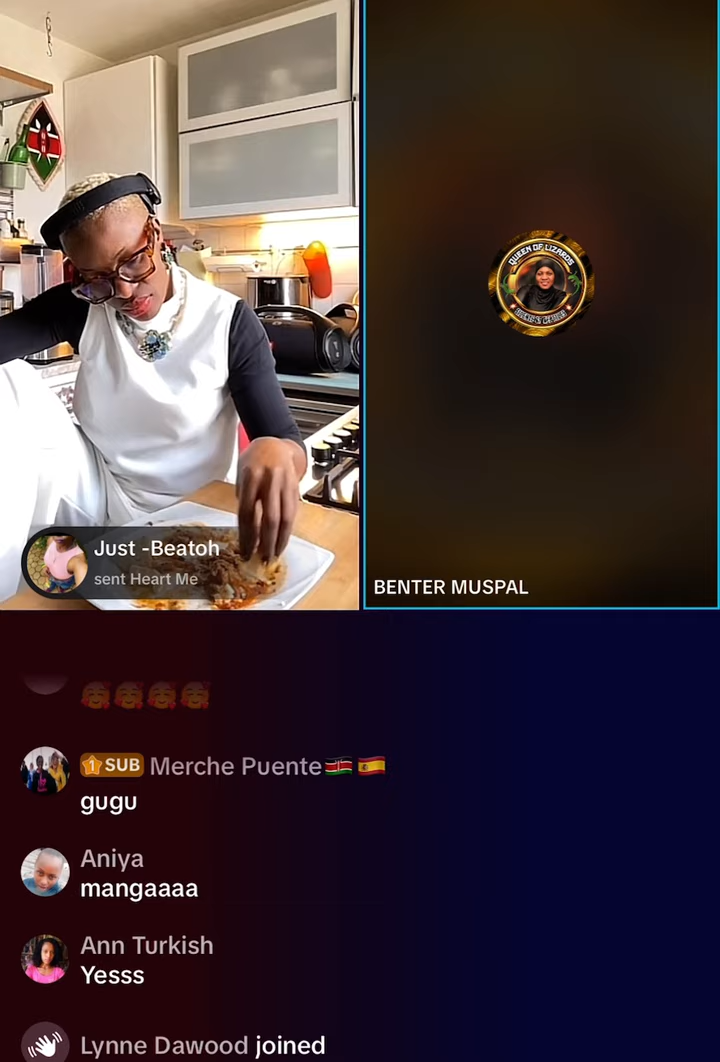 QUEEN OF LIZARDS
Just -Beatoh
sent Heart Me
BENTER MUSPAL
1 SUB Merche Puente🇰🇪🇪🇸
gugu
Aniya
mangaaaa
Ann Turkish
Yesss
Lynne Dawood joined